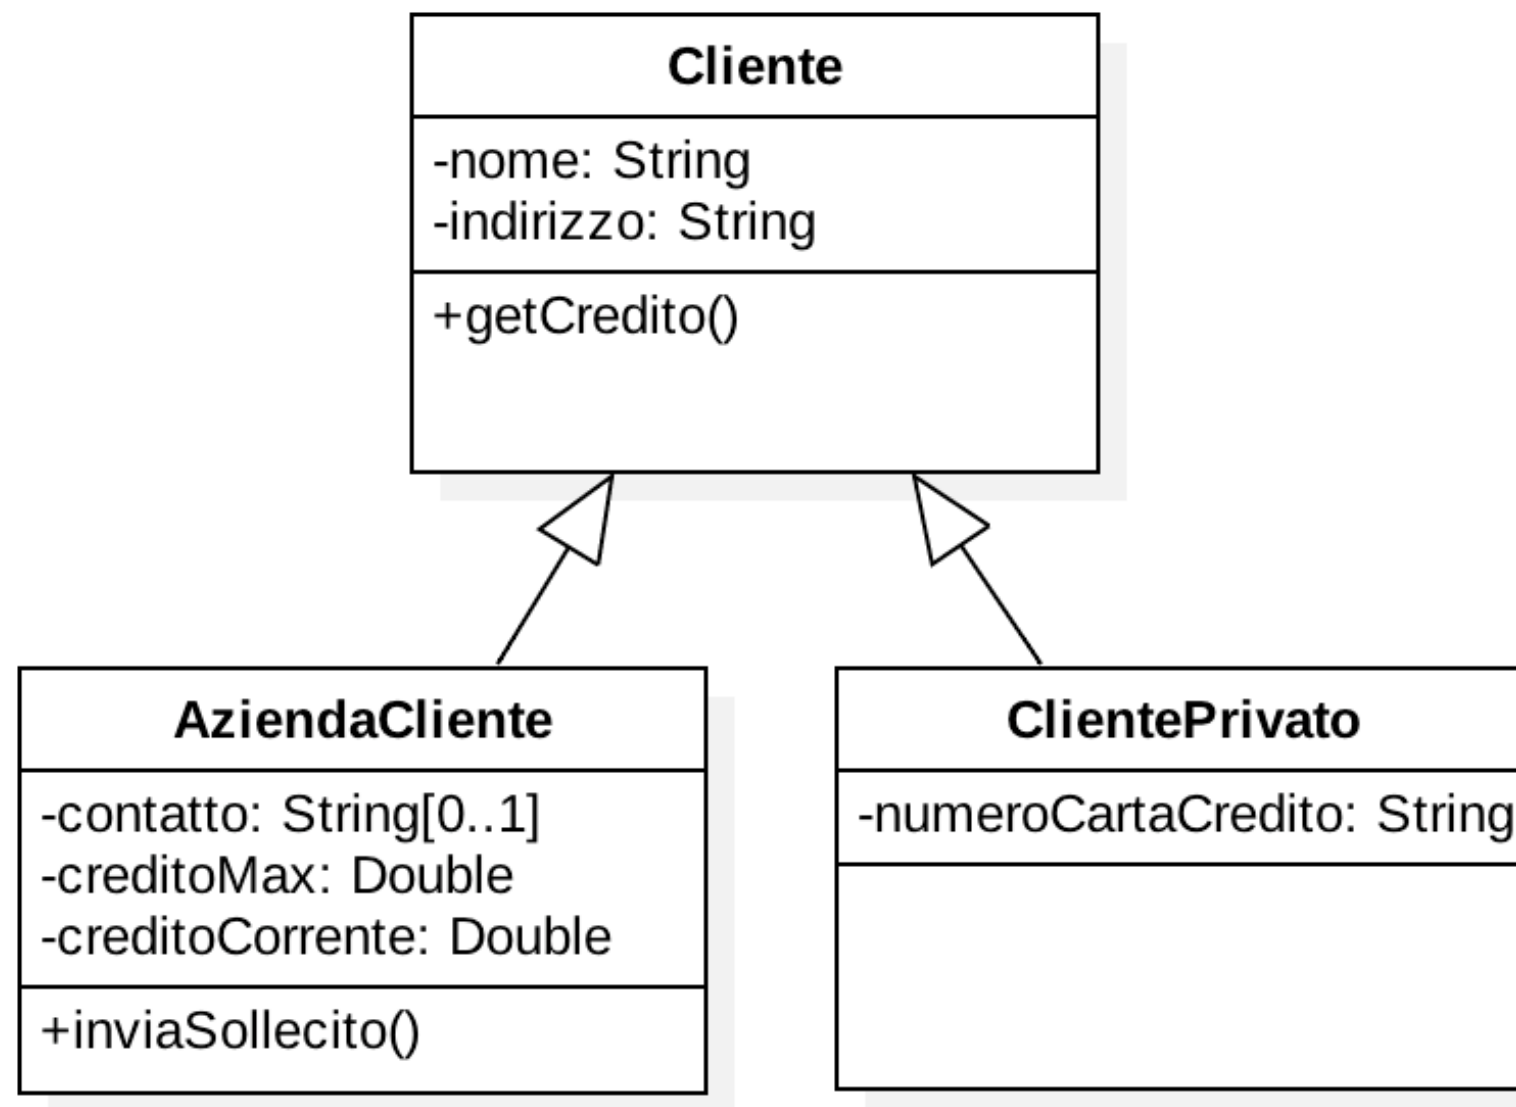 Cliente
-nome: String
-indirizzo: String
+getCredito()
AziendaCliente
-contatto: String[0..1]
-creditoMax: Double
-creditoCorrente: Double
+inviaSollecito()
ClientePrivato
-numeroCartaCredito: String